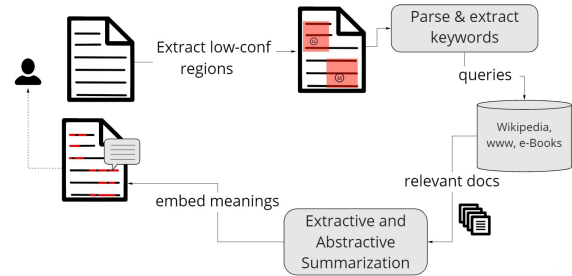 Extract low-conf
regions
Parse & extract
keywords
queries
Wikipedia,
www, e-Books
relevant docs
Extractive and
Abstractive
Summarization
embed meanings